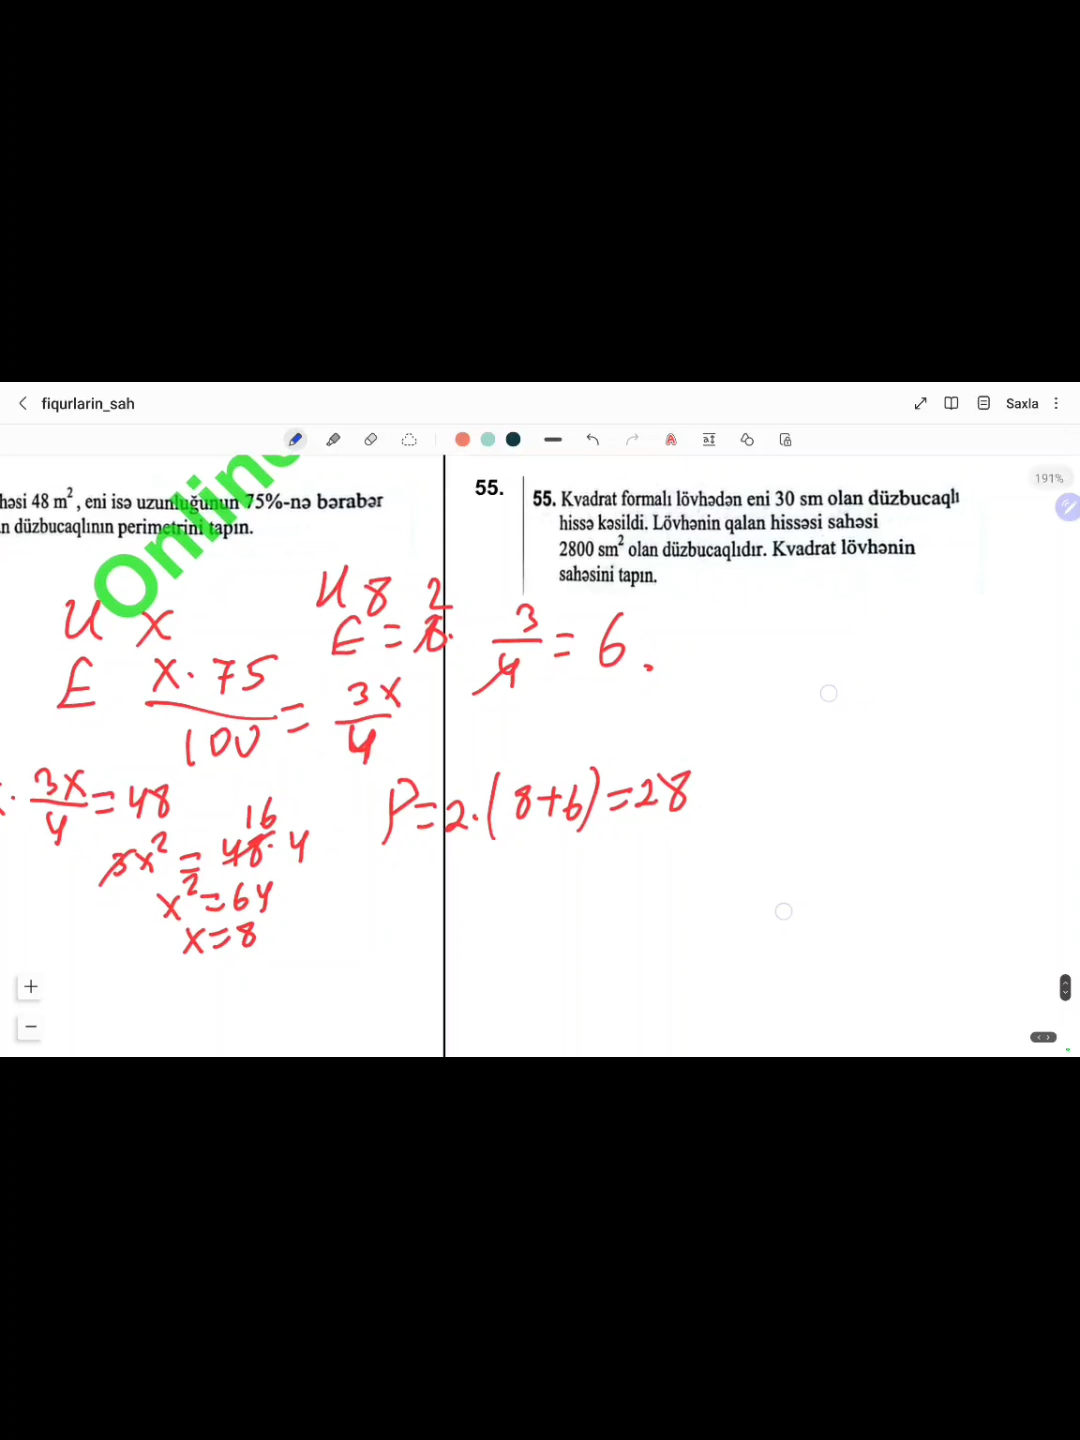 fiqurlarin_sah
Saxla
191%
Online
həsi 48 m², eni isə uzunluğunun 75%-nə bərabər
n düzbucaqlının perimetrini tapın.
U x
E x · 75 / 100 = 3x / 4
· 3x / 4 = 48
3x² = 48 · 4
16
x² = 64
x = 8
U 8
2
E = 8 · 3 / 4 = 6.
P = 2 · (8 + 6) = 28
55.
55. Kvadrat formalı lövhədən eni 30 sm olan düzbucaqlı
hissə kəsildi. Lövhənin qalan hissəsi sahəsi
2800 sm² olan düzbucaqlıdır. Kvadrat lövhənin
sahəsini tapın.